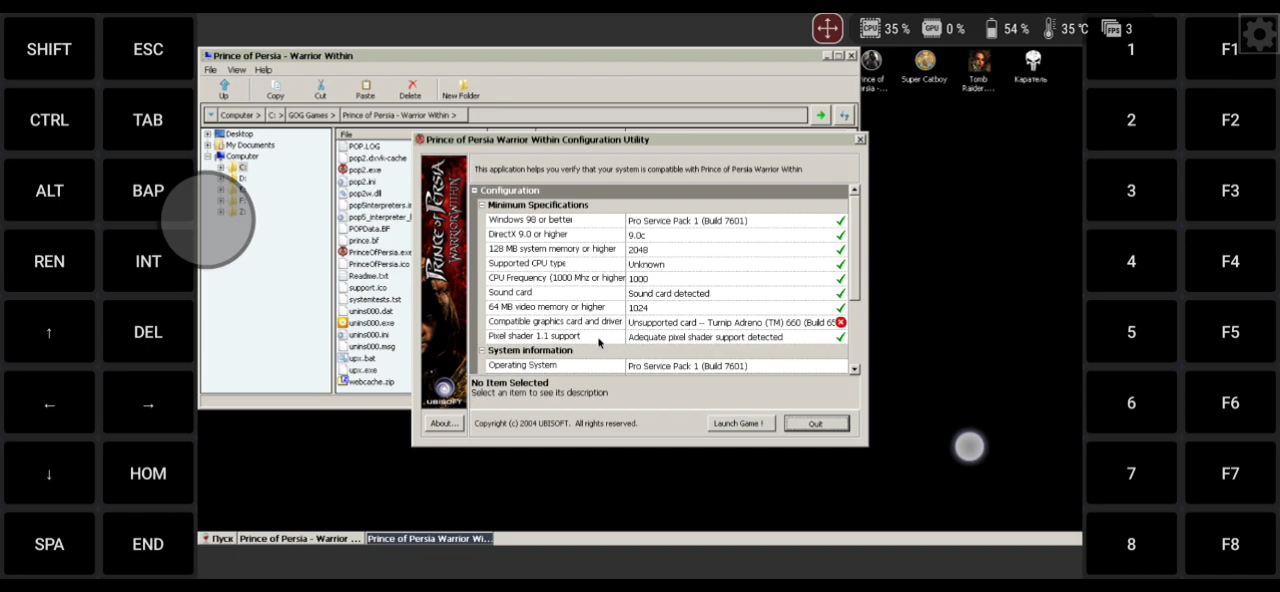 SHIFT
ESC
CTRL
TAB
ALT
BAP
REN
INT
↑
DEL
←
→
↓
HOM
SPA
END
CPU 35 %
GPU 0 %
54 %
35 ℃
FPS 3
1
F1
2
F2
3
F3
4
F4
5
F5
6
F6
7
F7
8
F8
Super Catboy
Tomb
Raider....
Каратель
Prince of Persia - Warrior Within
File View Help
Up Copy Cut Paste Delete New Folder
Computer > C: > GOG Games > Prince of Persia - Warrior Within >
Desktop
My Documents
Computer
C:
D:
F:
Z:
File
POP.LOG
pop2.dxvk-cache
pop2.exe
pop2.ini
pop2w.dll
POPData.BF
prince.bf
PrinceOfPersia.exe
PrinceOfPersia.ico
Readme.txt
support.ico
systemtests.tst
unins000.dat
unins000.exe
unins000.ini
unins000.msg
upx.bat
upx.exe
webcache.zip
Prince of Persia Warrior Within Configuration Utility
PRINCE OF PERSIA
WARRIOR WITHIN
UBISOFT
This application helps you verify that your system is compatible with Prince of Persia Warrior Within
Configuration
Minimum Specifications
Windows 98 or better Pro Service Pack 1 (Build 7601)
DirectX 9.0 or higher 9.0c
128 MB system memory or higher 2048
Supported CPU type Unknown
CPU Frequency (1000 Mhz or higher 1000
Sound card Sound card detected
64 MB video memory or higher 1024
Compatible graphics card and driver Unsupported card -- Turnip Adreno (TM) 660 (Build 65
Pixel shader 1.1 support Adequate pixel shader support detected
System information
Operating System Pro Service Pack 1 (Build 7601)
No Item Selected
Select an item to see its description
About... Copyright (c) 2004 UBISOFT. All rights reserved. Launch Game ! Quit
Пуск Prince of Persia - Warrior ... Prince of Persia Warrior Wi...